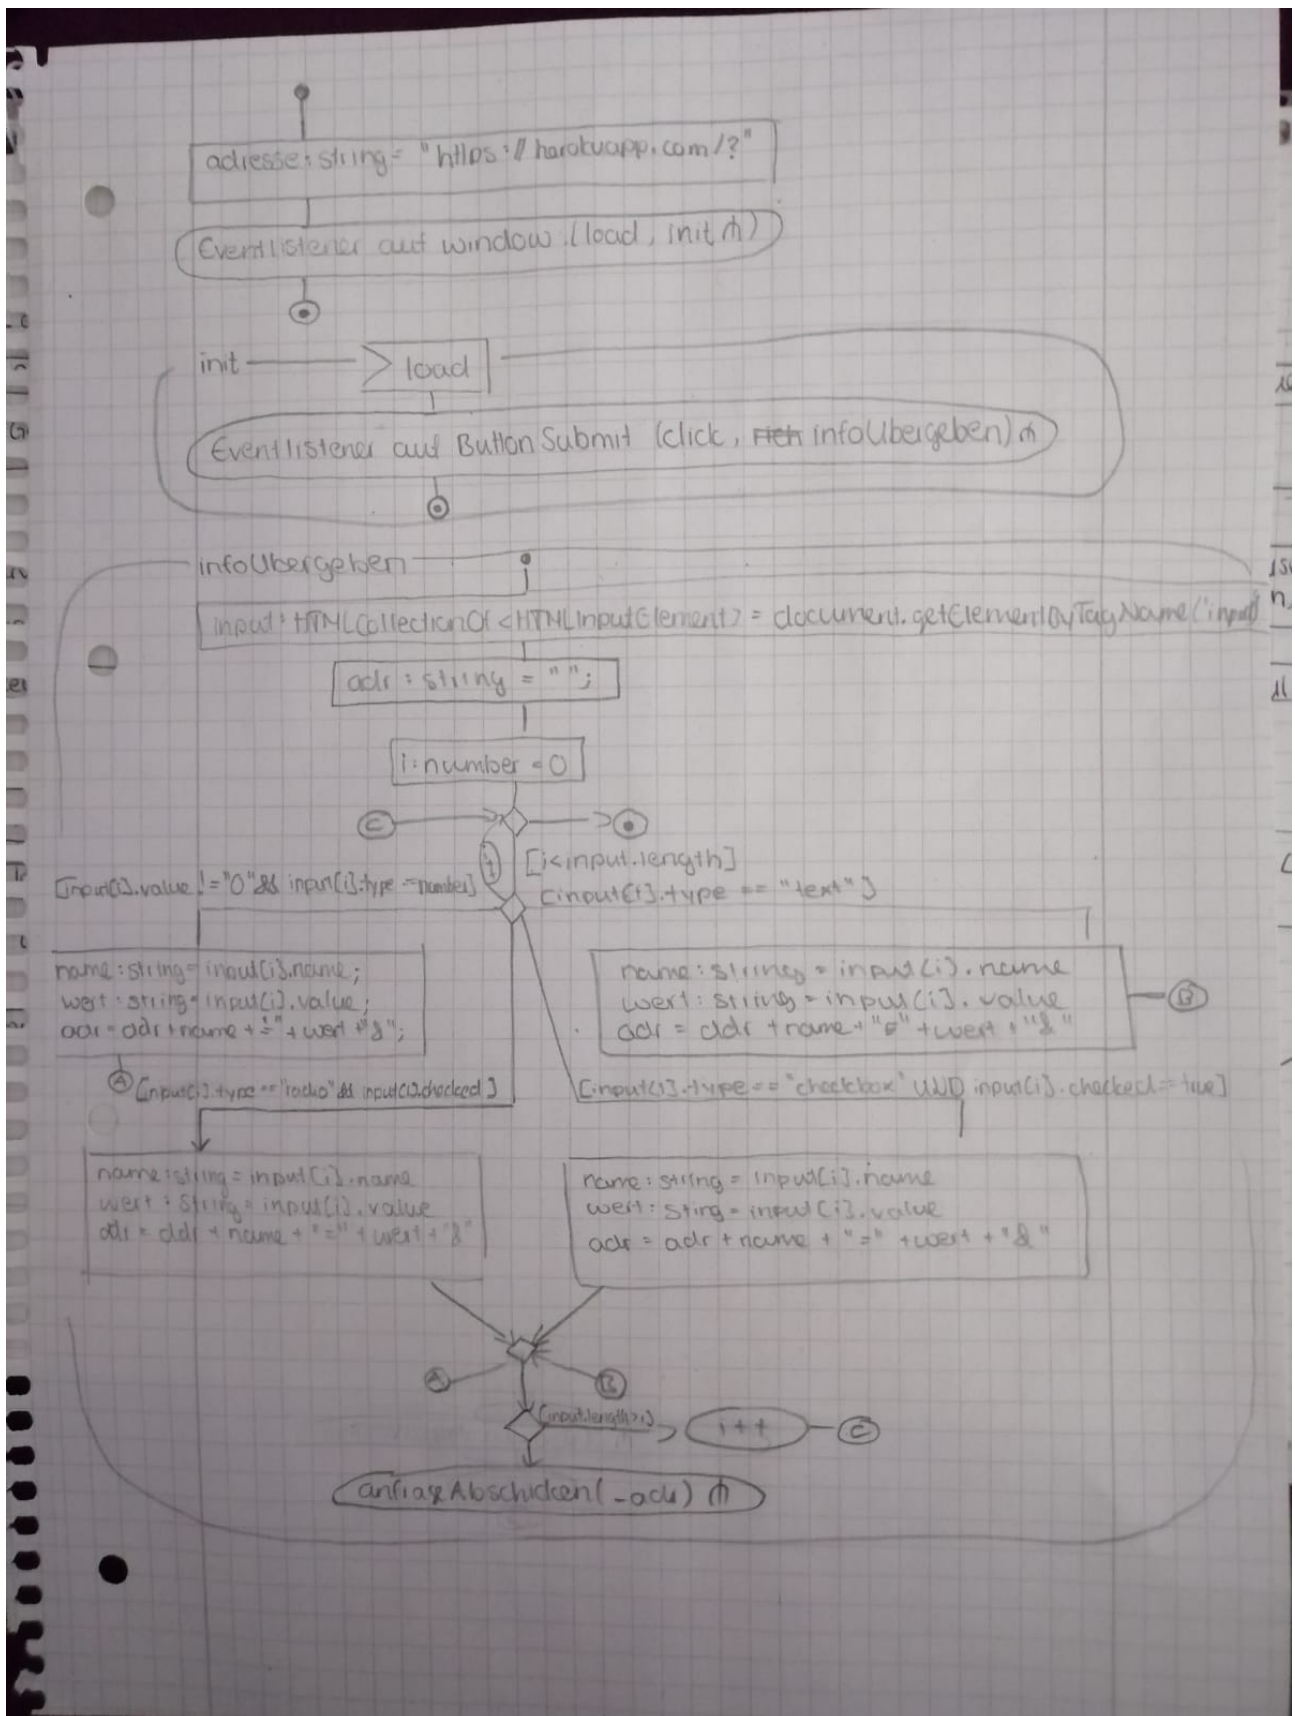 adresse: string = "https://harokuapp.com/?"
Eventlistener auf window (load, init)
init
load
Eventlistener auf Button Submit (click, infoUbergeben)
infoUbergeben
input: HTMLCollectionOf <HTMLInputElement> = document.getElementByTagName('input
adr : string = " ";
i: number = 0
C
[i<input.length]
[input[i].value != "0" && input[i].type == number]
[input[i].type == "text"]
name: string = input[i].name;
wert: string = input[i].value;
adr = adr + name + "=" + wert + "&";
name: string = input[i].name
wert: string = input[i].value
adr = adr + name + "=" + wert + "&"
B
A
[input[i].type == "radio" && input[i].checked]
[input[i].type == "checkbox" UND input[i].checked == true]
name: string = input[i].name
wert: String = input[i].value
adr = adr + name + "=" + wert + "&"
name: string = input[i].name
wert: sting = input[i].value
adr = adr + name + "=" + wert + "&"
A
B
[input.length>i]
i++
C
anfrageAbschicken(_adr)